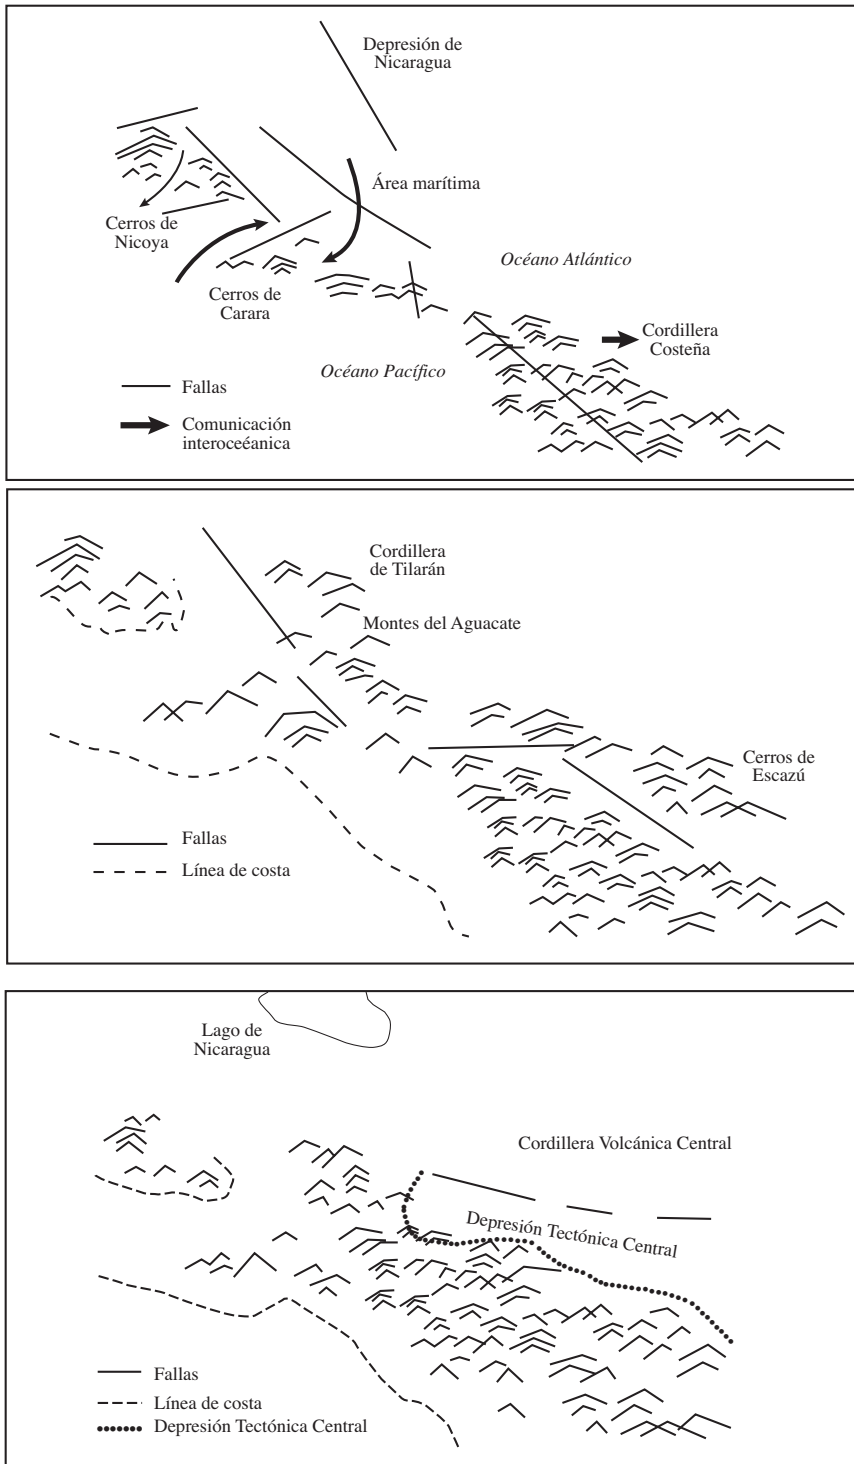 Depresión de
Nicaragua
Área marítima
Cerros de
Nicoya
Océano Atlántico
Cerros de
Carara
Cordillera
Costeña
Océano Pacífico
Fallas
Comunicación
interoceéanica
Cordillera
de Tilarán
Montes del Aguacate
Cerros de
Escazú
Fallas
Línea de costa
Lago de
Nicaragua
Cordillera Volcánica Central
Depresión Tectónica Central
Fallas
Línea de costa
Depresión Tectónica Central